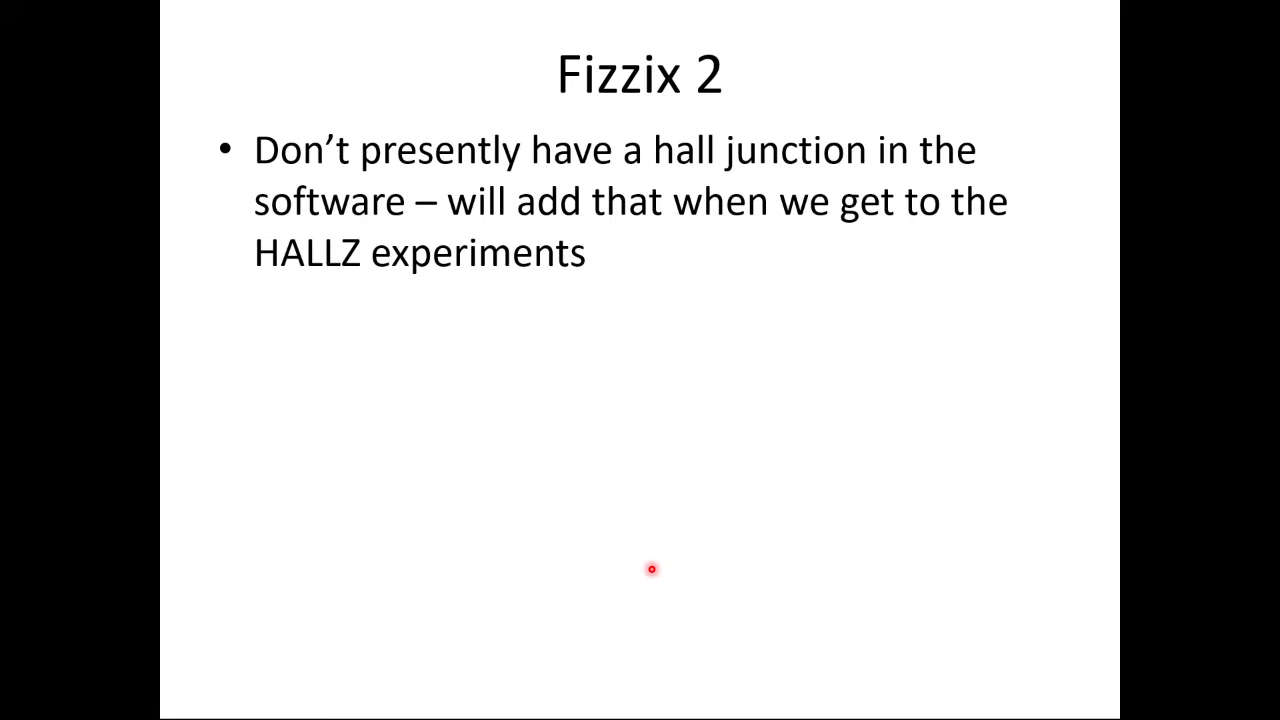 Fizzix 2
• Don’t presently have a hall junction in the
software – will add that when we get to the
HALLZ experiments